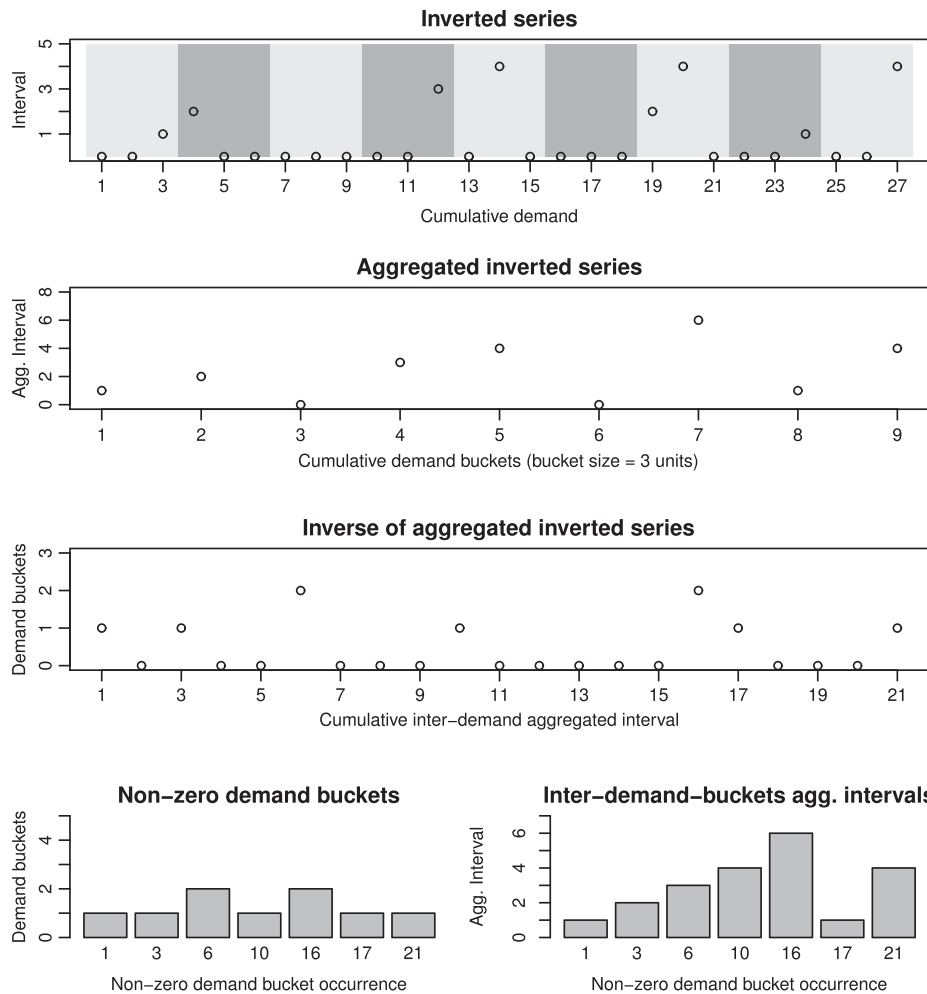 Inverted series
Interval
5
3
1
1 3 5 7 9 11 13 15 17 19 21 23 25 27
Cumulative demand
Aggregated inverted series
Agg. Interval
8
6
4
2
0
1 2 3 4 5 6 7 8 9
Cumulative demand buckets (bucket size = 3 units)
Inverse of aggregated inverted series
Demand buckets
3
2
1
0
1 3 5 7 9 11 13 15 17 19 21
Cumulative inter−demand aggregated interval
Non−zero demand buckets
Demand buckets
4
2
0
1 3 6 10 16 17 21
Non−zero demand bucket occurrence
Inter−demand−buckets agg. intervals
Agg. Interval
6
4
2
0
1 3 6 10 16 17 21
Non−zero demand bucket occurrence